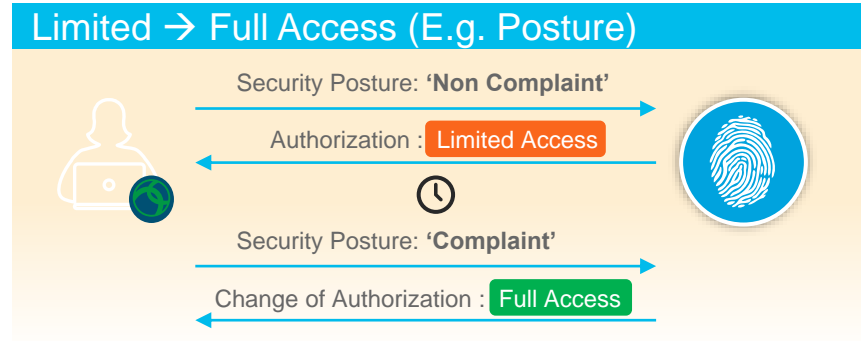 Limited → Full Access (E.g. Posture)
Security Posture: ‘Non Complaint’
Authorization : Limited Access
Security Posture: ‘Complaint’
Change of Authorization : Full Access